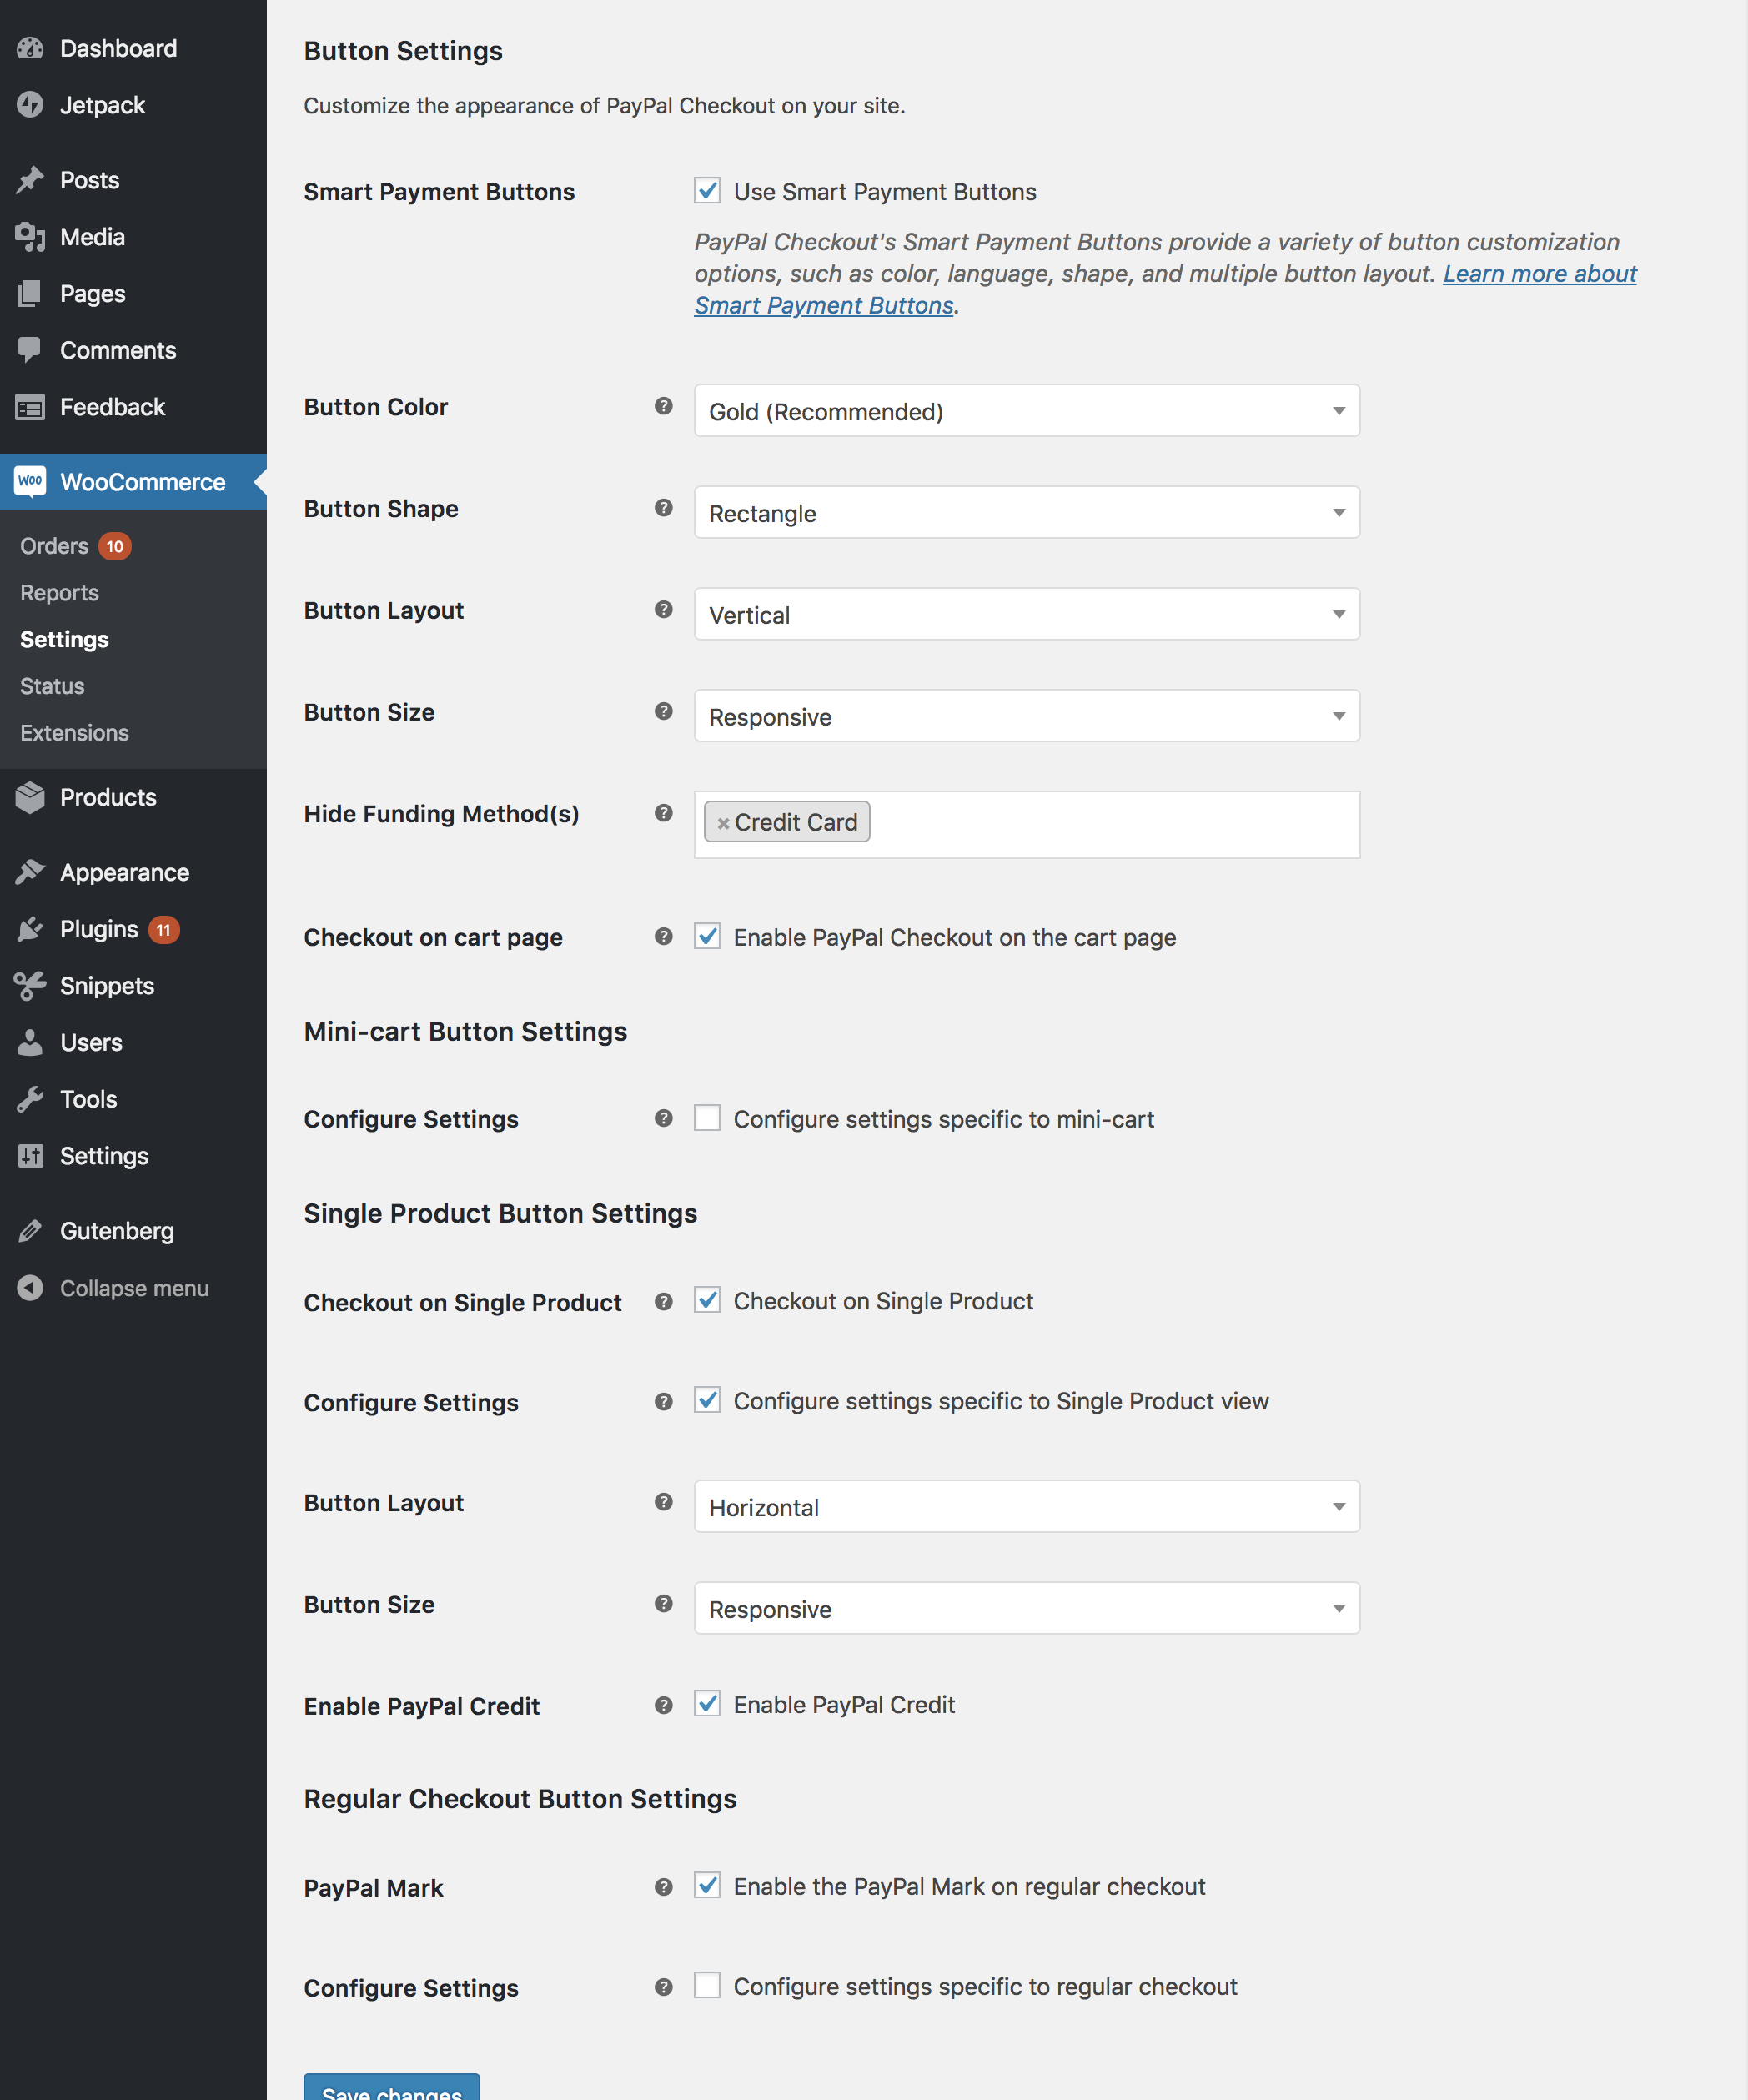 Dashboard
Jetpack
Posts
Media
Pages
Comments
Feedback
Woo WooCommerce
Orders 10
Reports
Settings
Status
Extensions
Products
Appearance
Plugins 11
Snippets
Users
Tools
Settings
Gutenberg
Collapse menu
Button Settings
Customize the appearance of PayPal Checkout on your site.
Smart Payment Buttons Use Smart Payment Buttons
PayPal Checkout's Smart Payment Buttons provide a variety of button customization
options, such as color, language, shape, and multiple button layout. Learn more about
Smart Payment Buttons.
Button Color ? Gold (Recommended)
Button Shape ? Rectangle
Button Layout ? Vertical
Button Size ? Responsive
Hide Funding Method(s) ? × Credit Card
Checkout on cart page ? Enable PayPal Checkout on the cart page
Mini-cart Button Settings
Configure Settings ? Configure settings specific to mini-cart
Single Product Button Settings
Checkout on Single Product ? Checkout on Single Product
Configure Settings ? Configure settings specific to Single Product view
Button Layout ? Horizontal
Button Size ? Responsive
Enable PayPal Credit ? Enable PayPal Credit
Regular Checkout Button Settings
PayPal Mark ? Enable the PayPal Mark on regular checkout
Configure Settings ? Configure settings specific to regular checkout
Save changes